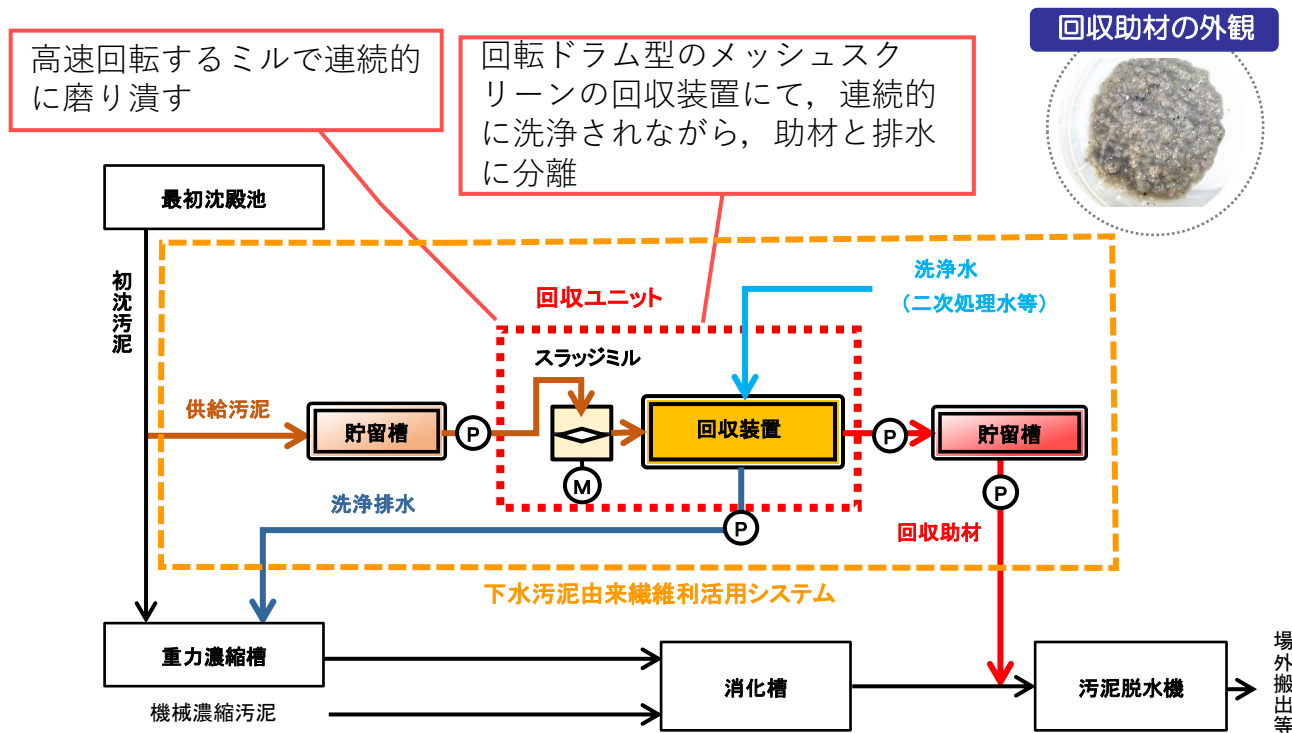 回収助材の外観
高速回転するミルで連続的
に磨り潰す
回転ドラム型のメッシュスク
リーンの回収装置にて，連続的
に洗浄されながら，助材と排水
に分離
最初沈殿池
初沈汚泥
洗浄水
（二次処理水等）
回収ユニット
スラッジミル
供給汚泥
貯留槽
P
回収装置
P
貯留槽
M
P
P
洗浄排水
回収助材
下水汚泥由来繊維利活用システム
重力濃縮槽
機械濃縮汚泥
消化槽
汚泥脱水機
場外搬出等